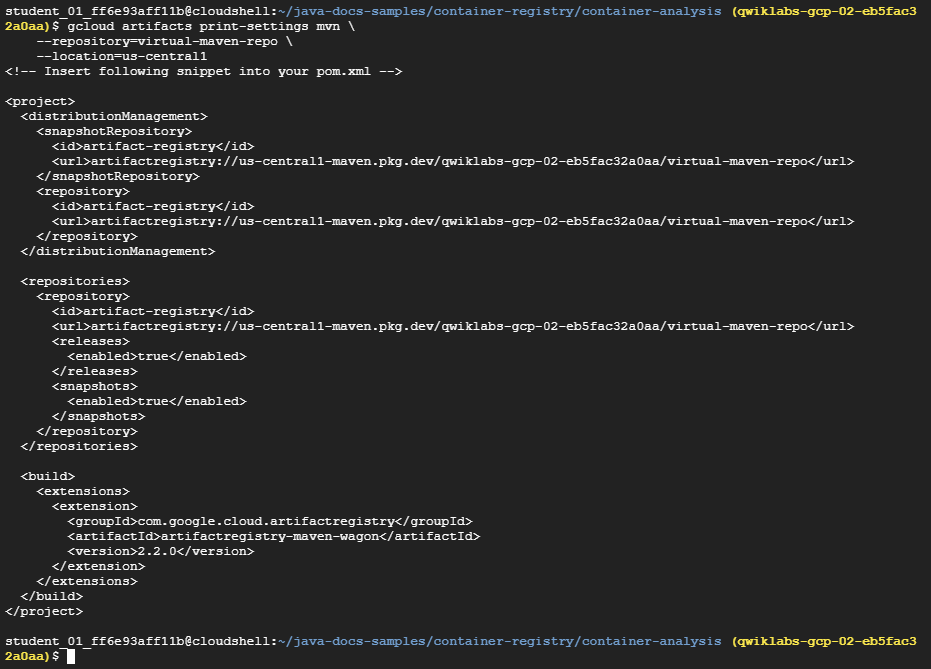 student_01_ff6e93aff11b@cloudshell:~/java-docs-samples/container-registry/container-analysis (qwiklabs-gcp-02-eb5fac3
2a0aa)$ gcloud artifacts print-settings mvn \
    --repository=virtual-maven-repo \
    --location=us-central1
<!-- Insert following snippet into your pom.xml -->

<project>
  <distributionManagement>
    <snapshotRepository>
      <id>artifact-registry</id>
      <url>artifactregistry://us-central1-maven.pkg.dev/qwiklabs-gcp-02-eb5fac32a0aa/virtual-maven-repo</url>
    </snapshotRepository>
    <repository>
      <id>artifact-registry</id>
      <url>artifactregistry://us-central1-maven.pkg.dev/qwiklabs-gcp-02-eb5fac32a0aa/virtual-maven-repo</url>
    </repository>
  </distributionManagement>

  <repositories>
    <repository>
      <id>artifact-registry</id>
      <url>artifactregistry://us-central1-maven.pkg.dev/qwiklabs-gcp-02-eb5fac32a0aa/virtual-maven-repo</url>
      <releases>
        <enabled>true</enabled>
      </releases>
      <snapshots>
        <enabled>true</enabled>
      </snapshots>
    </repository>
  </repositories>

  <build>
    <extensions>
      <extension>
        <groupId>com.google.cloud.artifactregistry</groupId>
        <artifactId>artifactregistry-maven-wagon</artifactId>
        <version>2.2.0</version>
      </extension>
    </extensions>
  </build>
</project>

student_01_ff6e93aff11b@cloudshell:~/java-docs-samples/container-registry/container-analysis (qwiklabs-gcp-02-eb5fac3
2a0aa)$